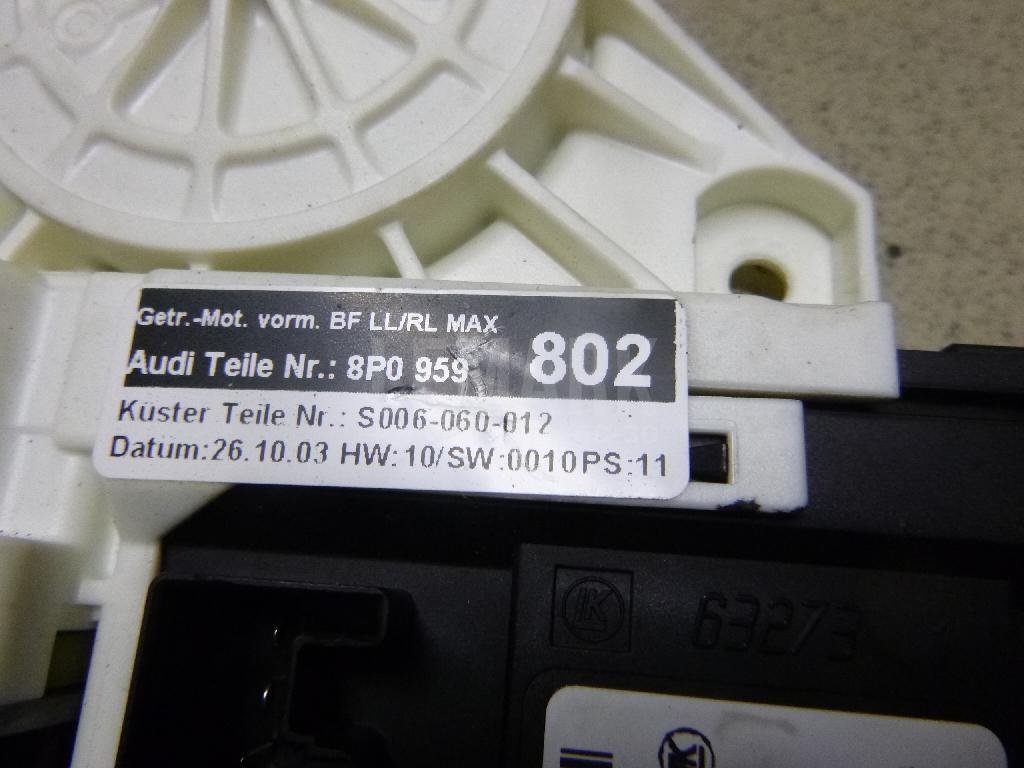 Getr.-Mot. vorm. BF LL/RL MAX
Audi Teile Nr.: 8P0 959 802
Küster Teile Nr.: S006-060-012
Datum:26.10.03 HW:10/SW:0010PS:11
63273